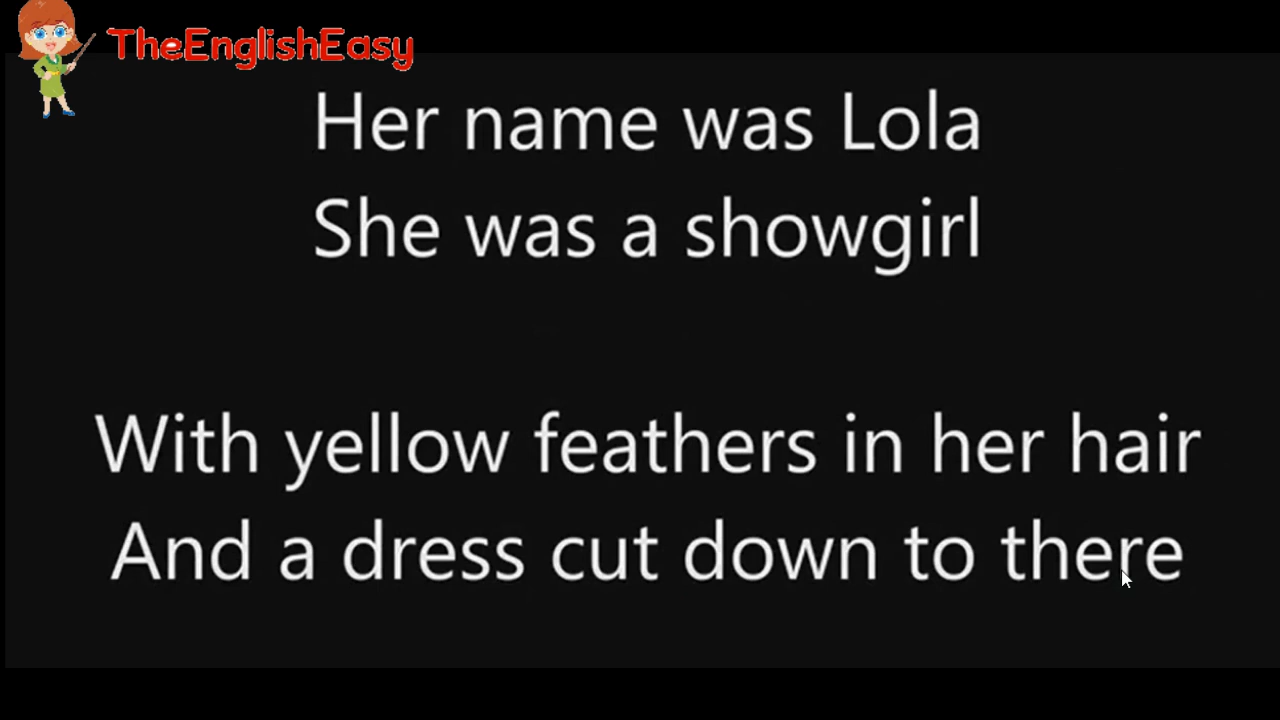 TheEnglishEasy
Her name was Lola
She was a showgirl
With yellow feathers in her hair
And a dress cut down to there